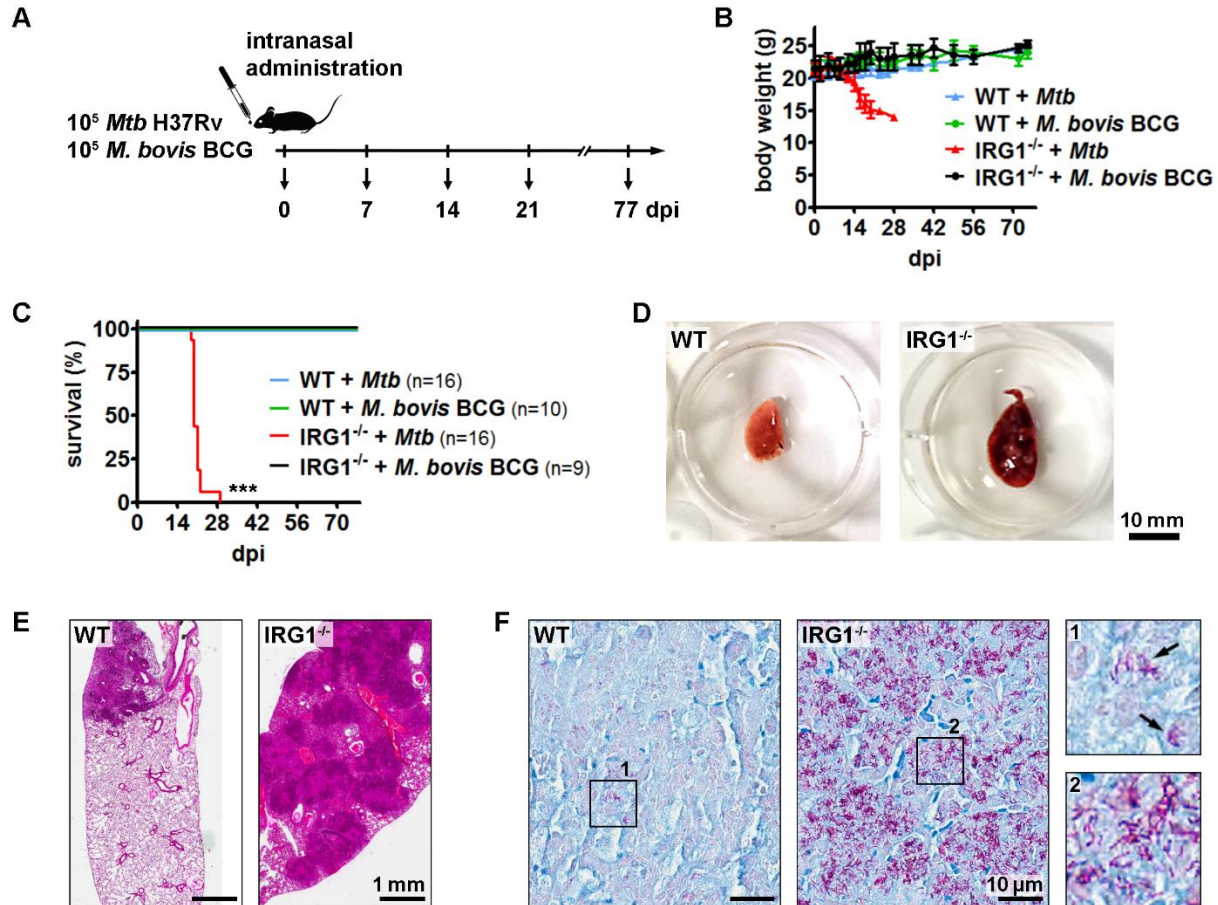 A
intranasal
administration
10⁵ Mtb H37Rv
10⁵ M. bovis BCG
0 7 14 21 77 dpi
B
body weight (g)
25
20
15
10
5
0
0 14 28 42 56 70
dpi
WT + Mtb
WT + M. bovis BCG
IRG1⁻/⁻ + Mtb
IRG1⁻/⁻ + M. bovis BCG
C
survival (%)
100
75
50
25
0
0 14 28 42 56 70
dpi
***
WT + Mtb (n=16)
WT + M. bovis BCG (n=10)
IRG1⁻/⁻ + Mtb (n=16)
IRG1⁻/⁻ + M. bovis BCG (n=9)
D
WT
IRG1⁻/⁻
10 mm
E
WT
IRG1⁻/⁻
1 mm
F
WT
1
IRG1⁻/⁻
2
10 µm
1
2